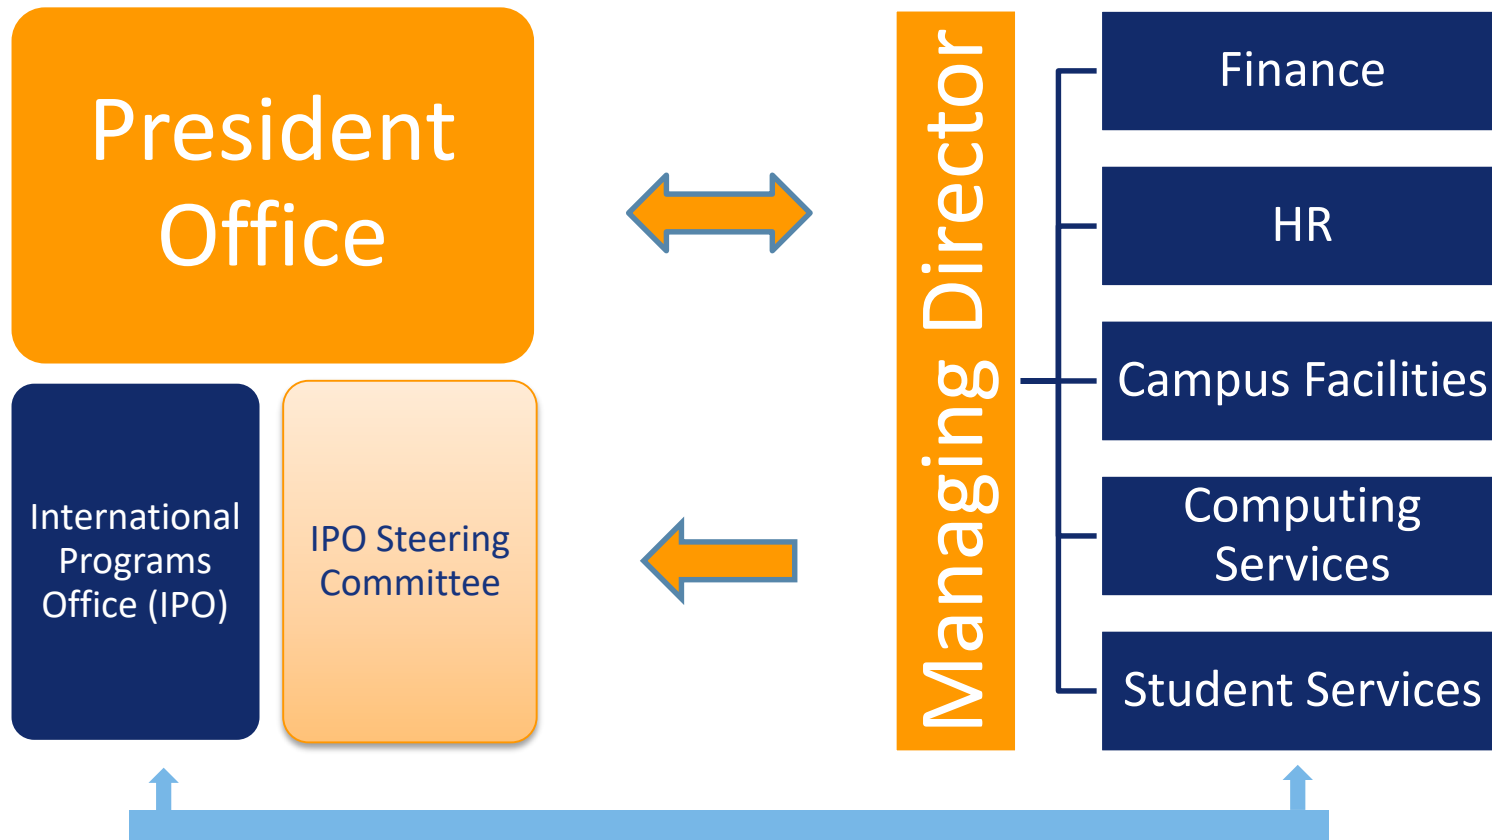 President
Office
International
Programs
Office (IPO)
IPO Steering
Committee
Managing Director
Finance
HR
Campus Facilities
Computing
Services
Student Services